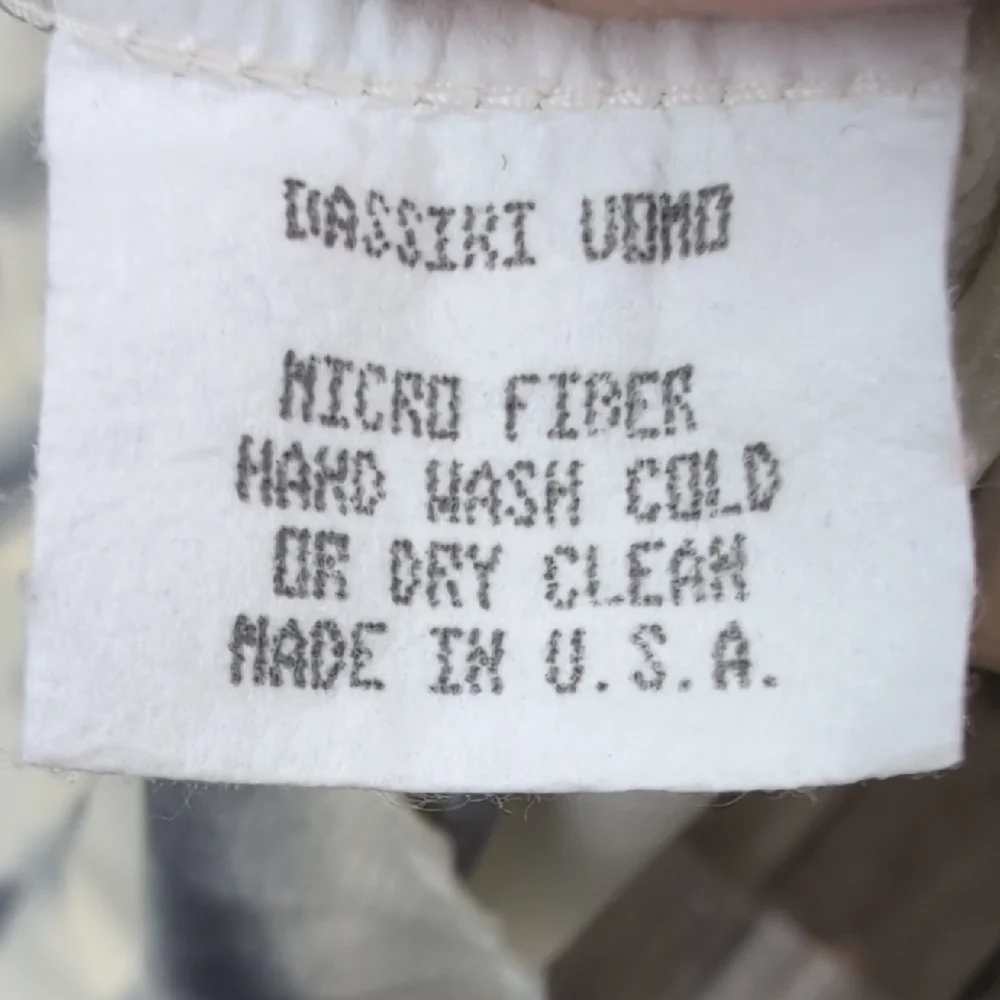 DASSIKI UOMO
MICRO FIBER
HAND WASH COLD
OR DRY CLEAN
MADE IN U.S.A.